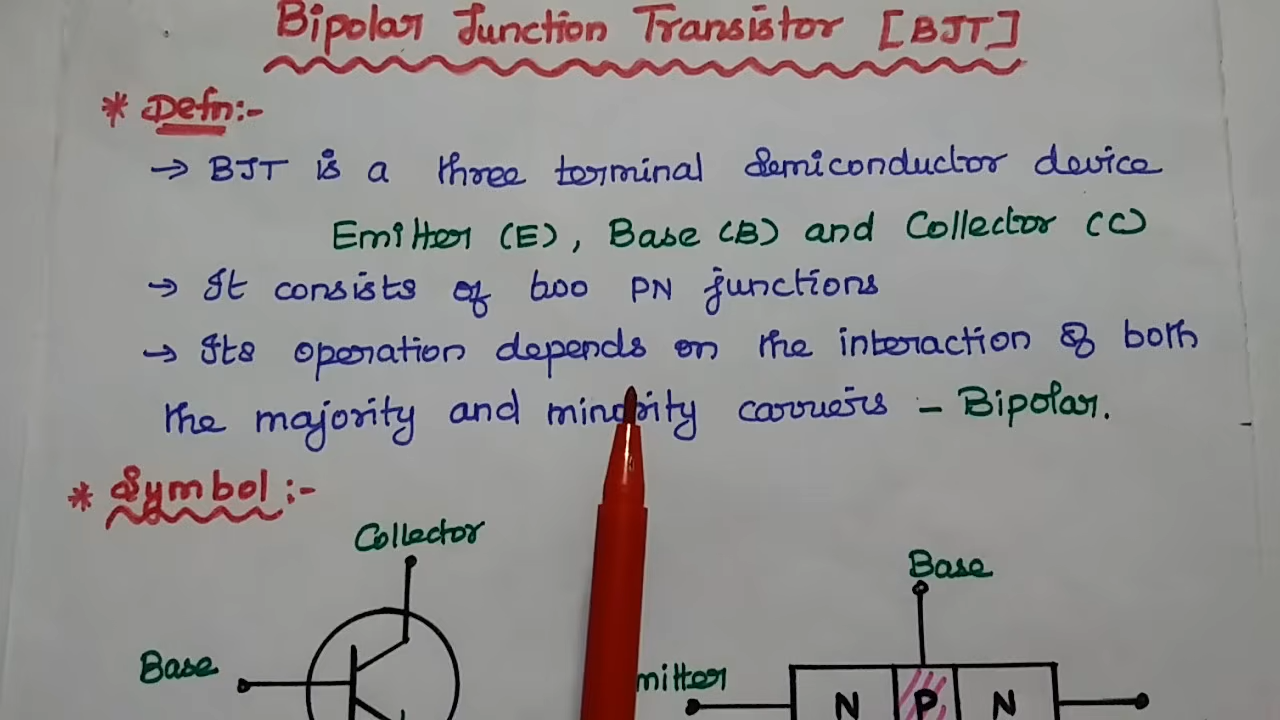 Bipolar Junction Transistor [BJT]
* Defn:-
→ BJT is a three terminal Semiconductor device
Emitter (E), Base (B) and Collector (C)
→ It consists of two PN junctions
→ Its operation depends on the interaction of both
the majority and minority carriers - Bipolar.
* Symbol:-
Collector
Base
Base
mitter
N P N